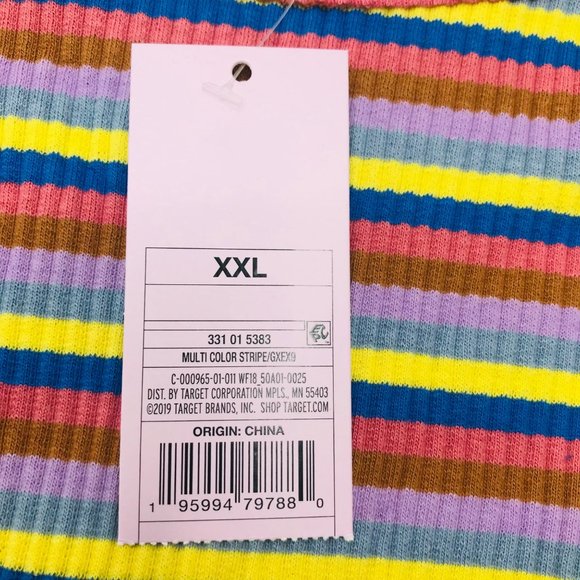 XXL
331 01 5383
MULTI COLOR STRIPE/GXEX9
C-000965-01-011 WF18_50A01-0025
DIST. BY TARGET CORPORATION MPLS., MN 55403
©2019 TARGET BRANDS, INC. SHOP TARGET.COM
ORIGIN: CHINA
1 95994 79788 0